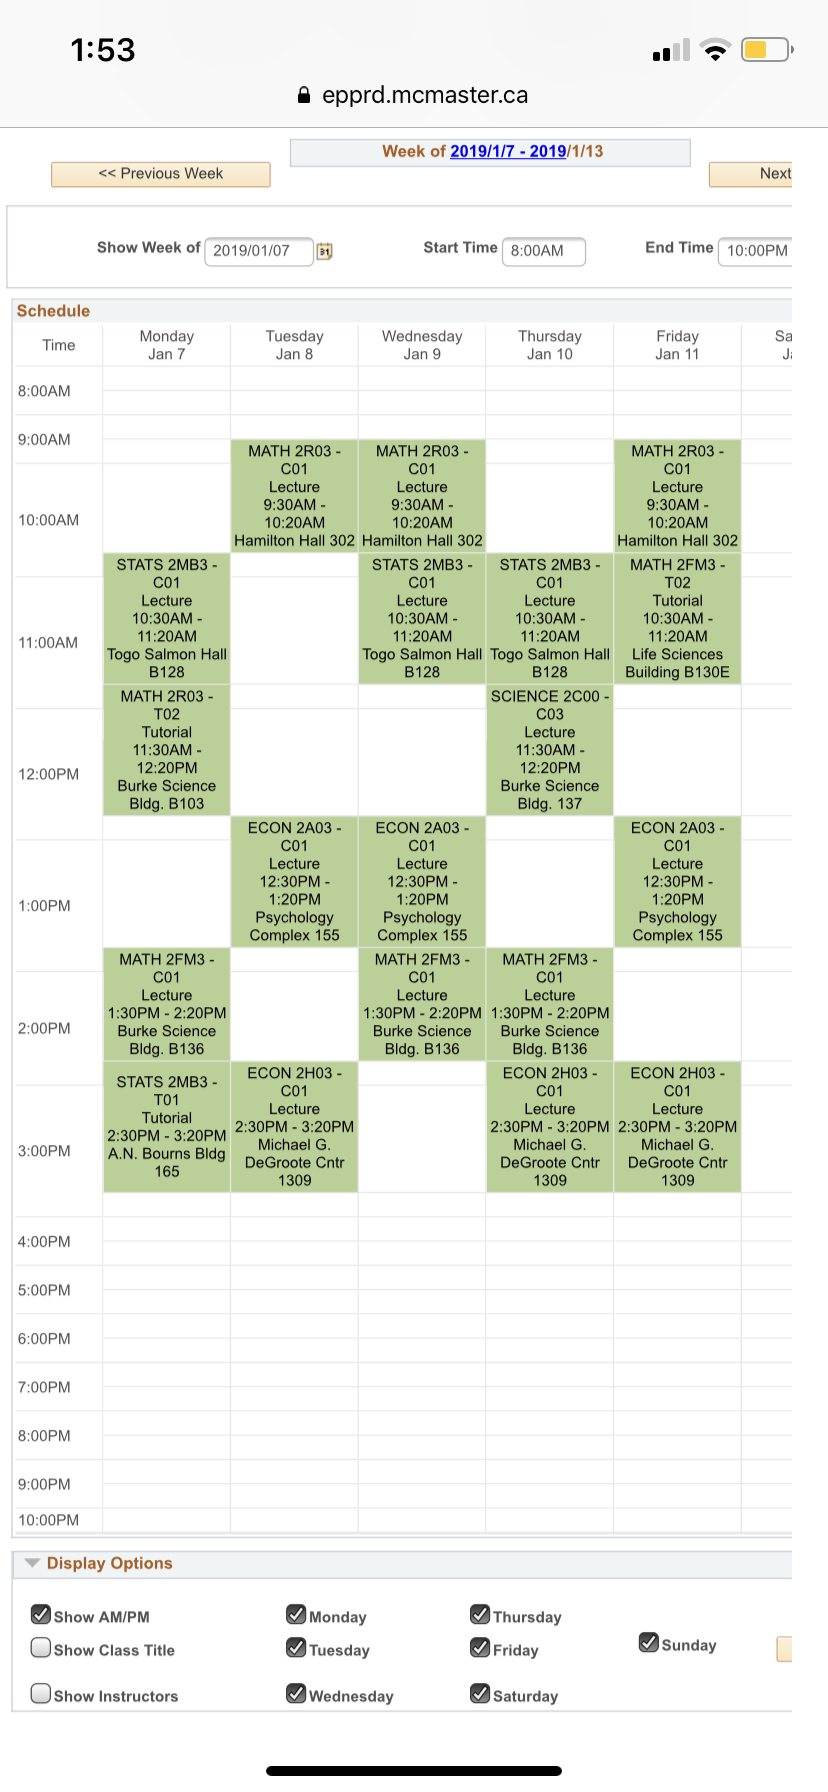 1:53
epprd.mcmaster.ca
Week of 2019/1/7 - 2019/1/13
<< Previous Week
Next
Show Week of 2019/01/07 31 Start Time 8:00AM End Time 10:00PM
Schedule
Time
Monday
Jan 7
Tuesday
Jan 8
Wednesday
Jan 9
Thursday
Jan 10
Friday
Jan 11
Sa
8:00AM
9:00AM
MATH 2R03 -
C01
Lecture
9:30AM -
10:20AM
Hamilton Hall 302
MATH 2R03 -
C01
Lecture
9:30AM -
10:20AM
Hamilton Hall 302
MATH 2R03 -
C01
Lecture
9:30AM -
10:20AM
Hamilton Hall 302
10:00AM
STATS 2MB3 -
C01
Lecture
10:30AM -
11:20AM
Togo Salmon Hall
B128
STATS 2MB3 -
C01
Lecture
10:30AM -
11:20AM
Togo Salmon Hall
B128
STATS 2MB3 -
C01
Lecture
10:30AM -
11:20AM
Togo Salmon Hall
B128
MATH 2FM3 -
T02
Tutorial
10:30AM -
11:20AM
Life Sciences
Building B130E
11:00AM
MATH 2R03 -
T02
Tutorial
11:30AM -
12:20PM
Burke Science
Bldg. B103
SCIENCE 2C00 -
C03
Lecture
11:30AM -
12:20PM
Burke Science
Bldg. 137
12:00PM
ECON 2A03 -
C01
Lecture
12:30PM -
1:20PM
Psychology
Complex 155
ECON 2A03 -
C01
Lecture
12:30PM -
1:20PM
Psychology
Complex 155
ECON 2A03 -
C01
Lecture
12:30PM -
1:20PM
Psychology
Complex 155
1:00PM
MATH 2FM3 -
C01
Lecture
1:30PM - 2:20PM
Burke Science
Bldg. B136
MATH 2FM3 -
C01
Lecture
1:30PM - 2:20PM
Burke Science
Bldg. B136
MATH 2FM3 -
C01
Lecture
1:30PM - 2:20PM
Burke Science
Bldg. B136
2:00PM
STATS 2MB3 -
T01
Tutorial
2:30PM - 3:20PM
A.N. Bourns Bldg
165
ECON 2H03 -
C01
Lecture
2:30PM - 3:20PM
Michael G.
DeGroote Cntr
1309
ECON 2H03 -
C01
Lecture
2:30PM - 3:20PM
Michael G.
DeGroote Cntr
1309
ECON 2H03 -
C01
Lecture
2:30PM - 3:20PM
Michael G.
DeGroote Cntr
1309
3:00PM
4:00PM
5:00PM
6:00PM
7:00PM
8:00PM
9:00PM
10:00PM
Display Options
Show AM/PM
Monday
Thursday
Show Class Title
Tuesday
Friday
Sunday
Show Instructors
Wednesday
Saturday